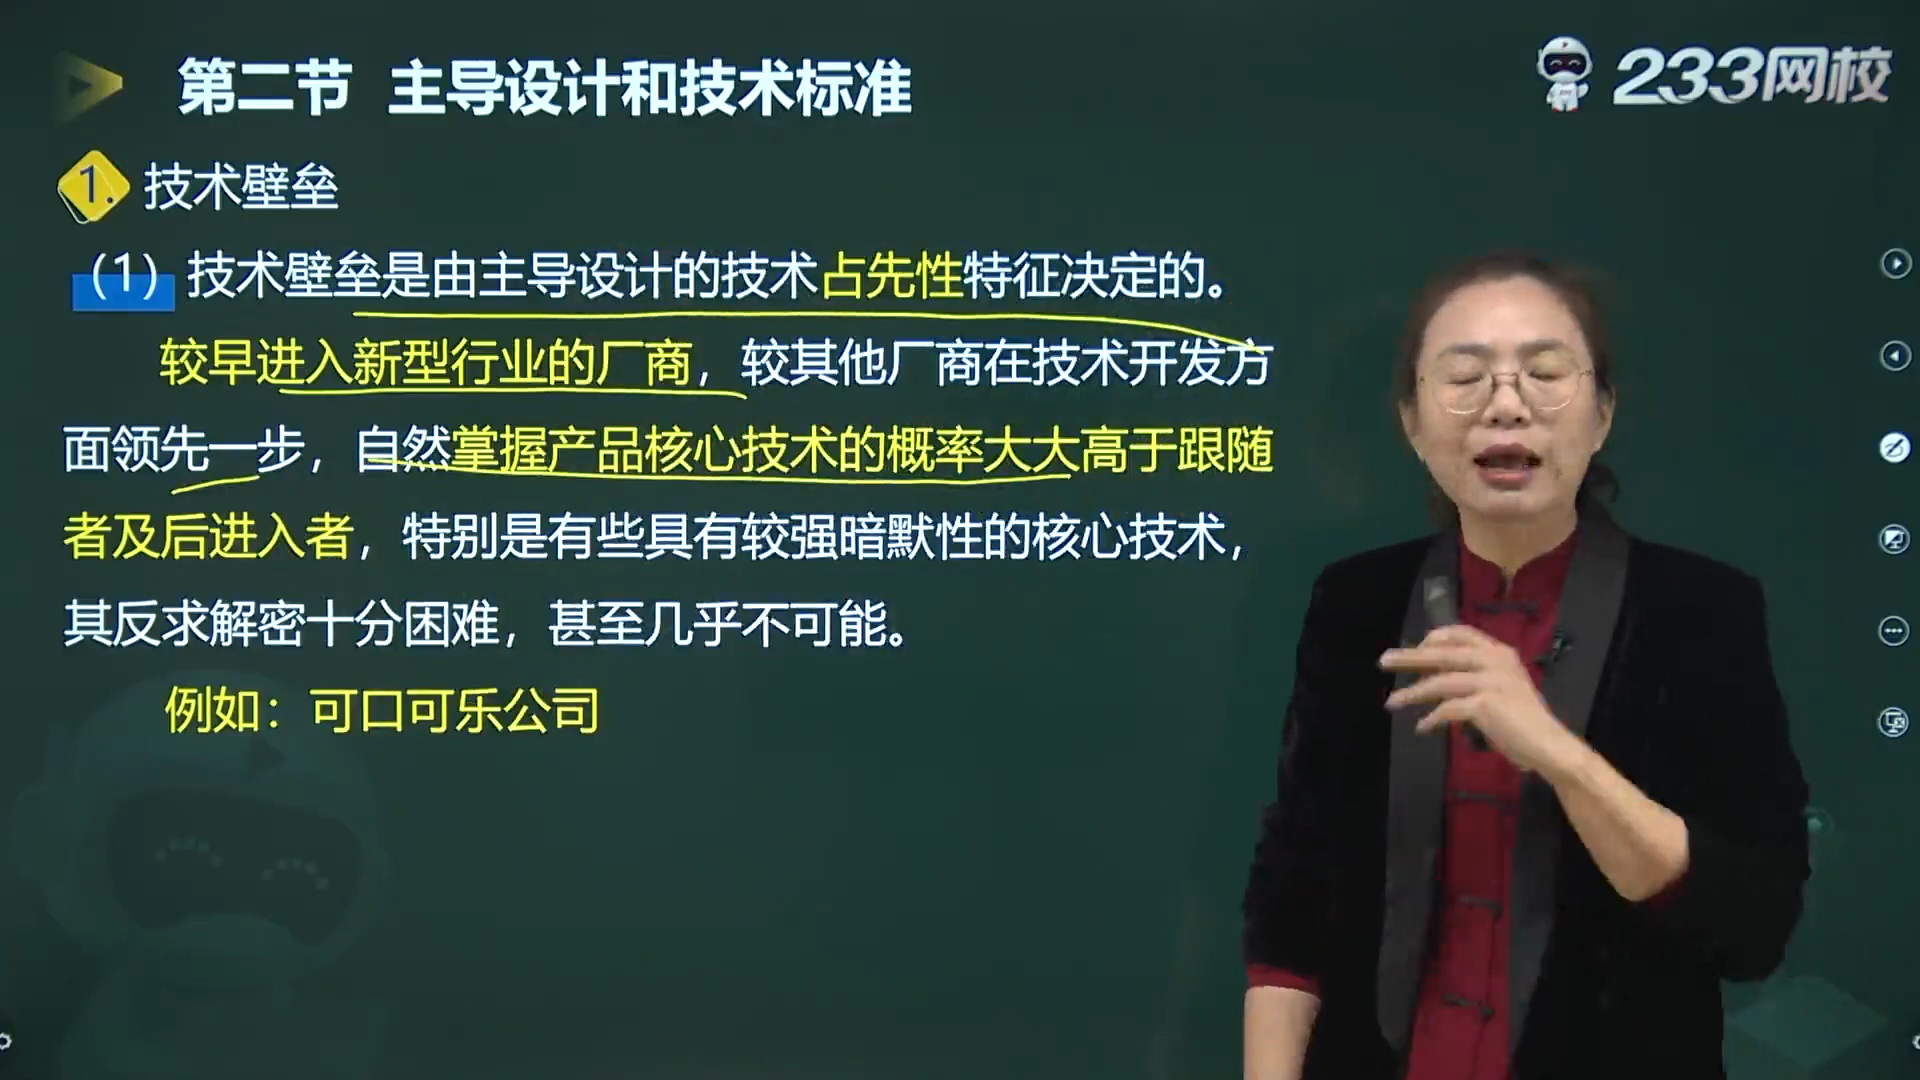 第二节 主导设计和技术标准
233网校
1. 技术壁垒
（1）技术壁垒是由主导设计的技术占先性特征决定的。
较早进入新型行业的厂商，较其他厂商在技术开发方
面领先一步，自然掌握产品核心技术的概率大大高于跟随
者及后进入者，特别是有些具有较强暗默性的核心技术，
其反求解密十分困难，甚至几乎不可能。
例如：可口可乐公司